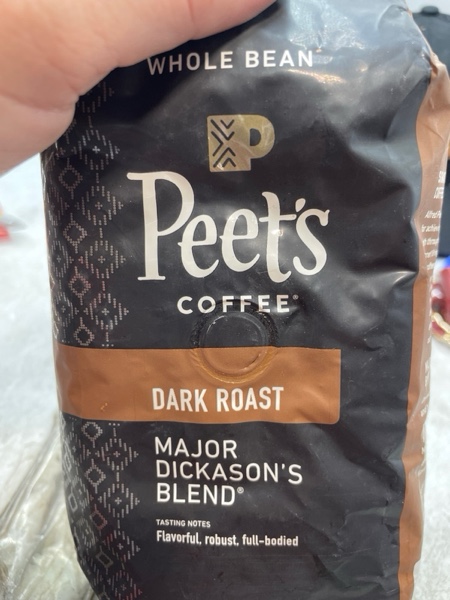 WHOLE BEAN
P
Peet's
COFFEE®
DARK ROAST
MAJOR
DICKASON'S
BLEND®
TASTING NOTES
Flavorful, robust, full-bodied